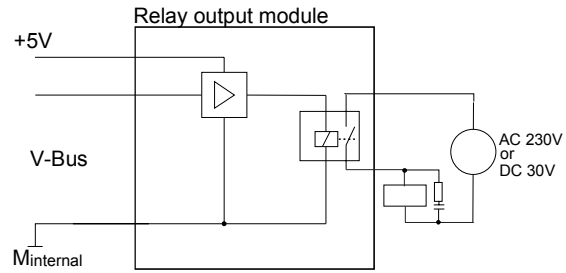 Relay output module
+5V
AC 230V
or
DC 30V
V-Bus
Minternal